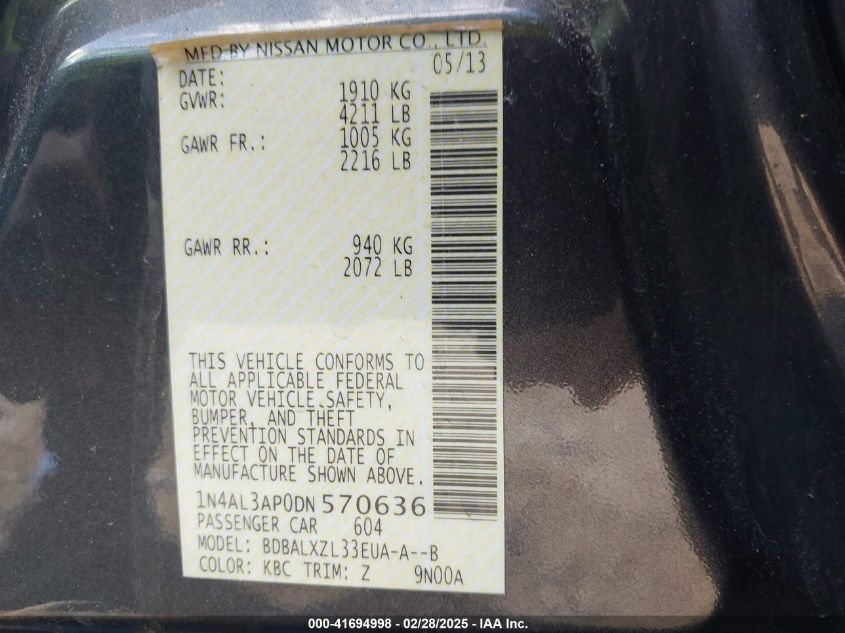 MFD BY NISSAN MOTOR CO., LTD.
DATE: 05/13
GVWR: 1910 KG
4211 LB
GAWR FR.: 1005 KG
2216 LB
GAWR RR.: 940 KG
2072 LB
THIS VEHICLE CONFORMS TO
ALL APPLICABLE FEDERAL
MOTOR VEHICLE SAFETY,
BUMPER, AND THEFT
PREVENTION STANDARDS IN
EFFECT ON THE DATE OF
MANUFACTURE SHOWN ABOVE.
1N4AL3AP0DN570636
PASSENGER CAR 604
MODEL: BDBALXZL33EUA-A--B
COLOR: KBC TRIM: Z 9N00A
000-41694998 - 02/28/2025 - IAA Inc.